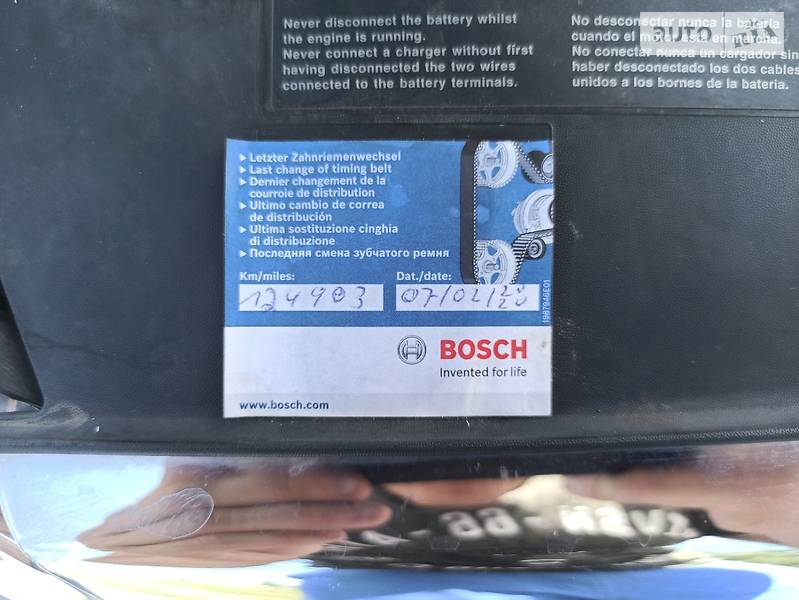 Never disconnect the battery whilst
the engine is running.
Never connect a charger without first
having disconnected the two wires
connected to the battery terminals.
No desconectar nunca la batería
cuando el motor está en marcha.
No conectar nunca un cargador sin
haber desconectado los dos cables
unidos a los bornes de la batería.
▸ Letzter Zahnriemenwechsel
▸ Last change of timing belt
▸ Dernier changement de la
courroie de distribution
▸ Ultimo cambio de correa
de distribución
▸ Ultima sostituzione cinghia
di distribuzione
▸ Последняя смена зубчатого ремня
Km/miles:
Dat./date:
124903
1987946E01
BOSCH
Invented for life
www.bosch.com